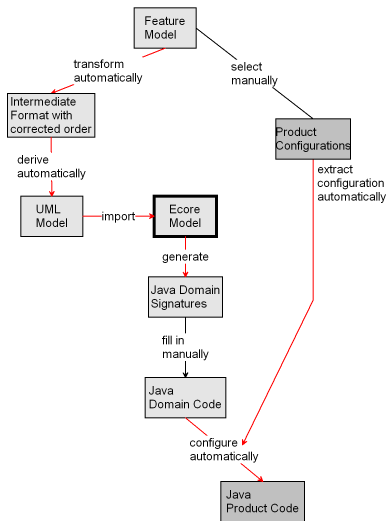 Feature
Model
transform
automatically
select
manually
Intermediate
Format with
corrected order
Product
Configurations
derive
automatically
extract
configuration
automatically
UML
Model
import
Ecore
Model
generate
Java Domain
Signatures
fill in
manually
Java
Domain Code
configure
automatically
Java
Product Code